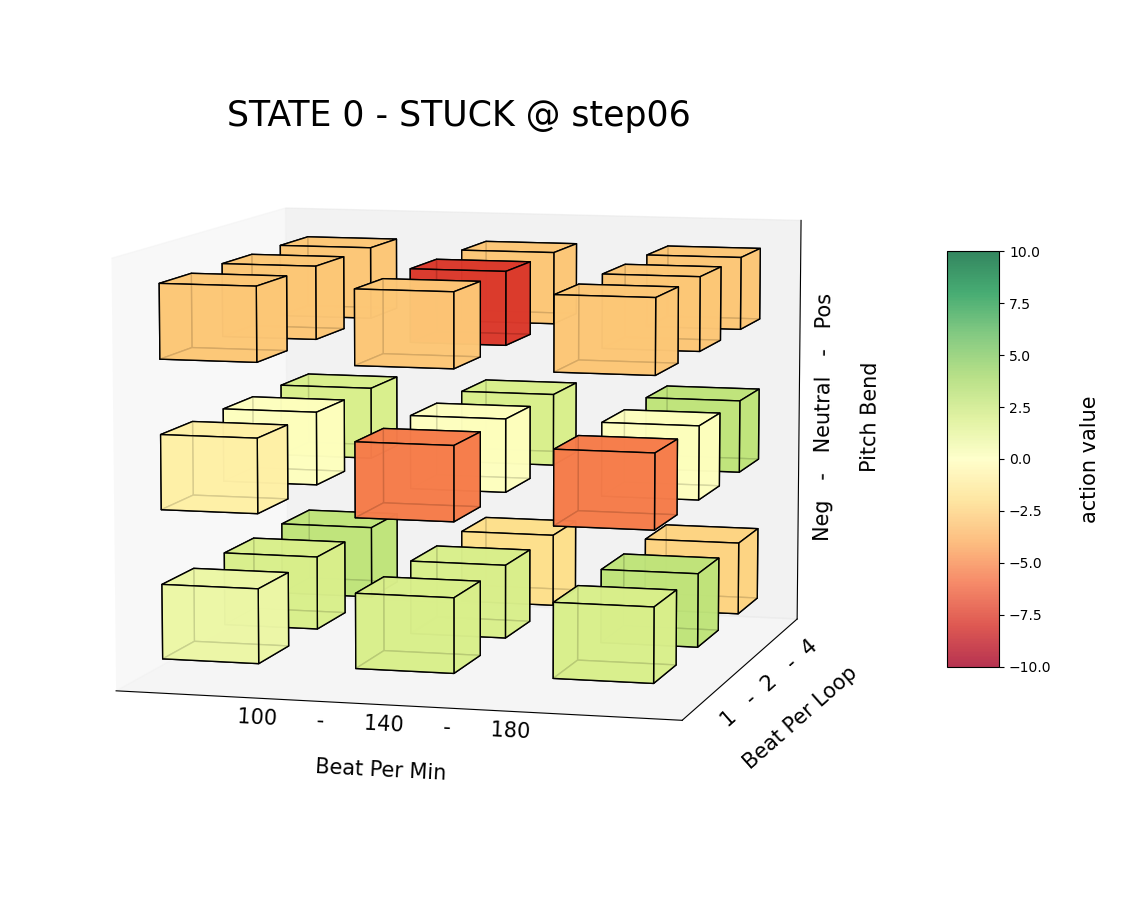 STATE 0 - STUCK @ step06
Neg - Neutral - Pos
Pitch Bend
10.0
7.5
5.0
2.5
0.0
−2.5
−5.0
−7.5
−10.0
action value
1 - 2 - 4
Beat Per Loop
100 - 140 - 180
Beat Per Min